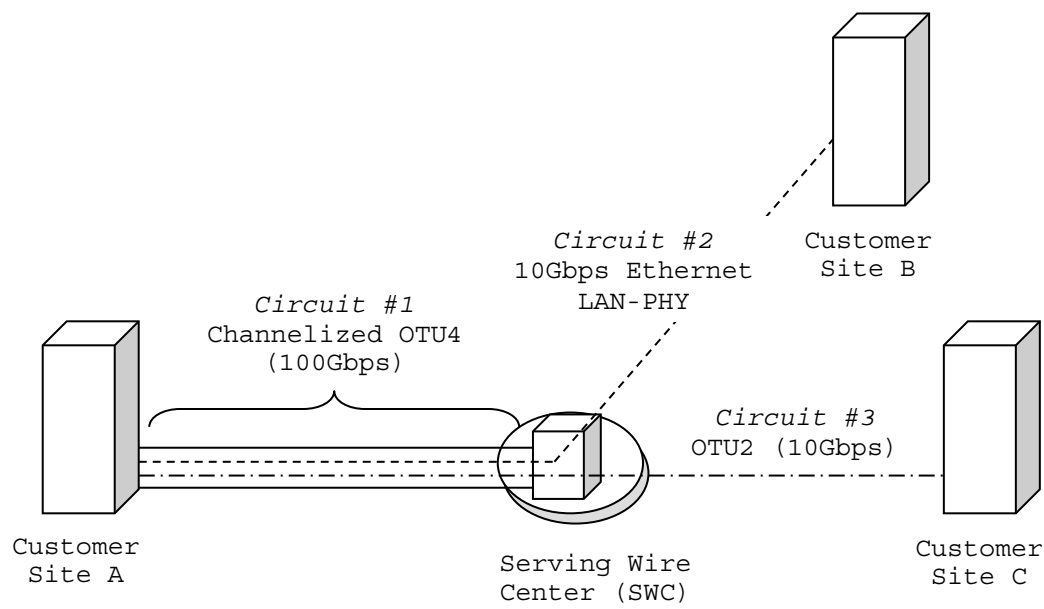 Circuit #2
10Gbps Ethernet
LAN-PHY
Customer
Site B
Circuit #1
Channelized OTU4
(100Gbps)
Circuit #3
OTU2 (10Gbps)
Customer
Site A
Serving Wire
Center (SWC)
Customer
Site C